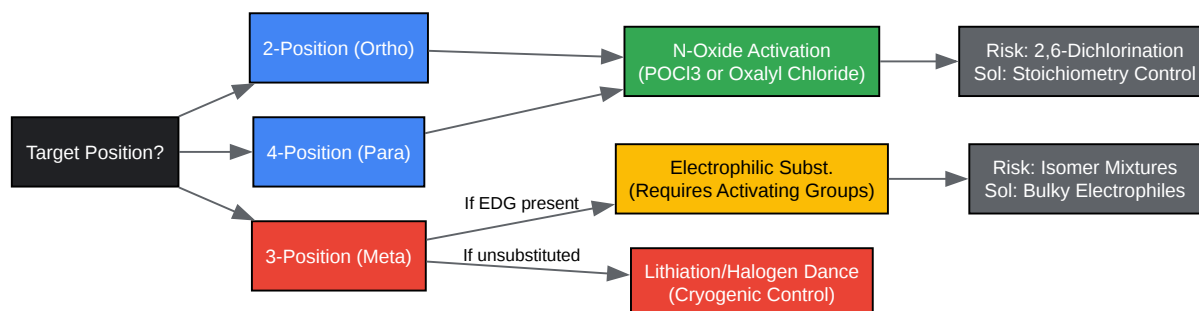 Target Position?
2-Position (Ortho)
4-Position (Para)
3-Position (Meta)
If EDG present
If unsubstituted
N-Oxide Activation
(POCl3 or Oxalyl Chloride)
Electrophilic Subst.
(Requires Activating Groups)
Lithiation/Halogen Dance
(Cryogenic Control)
Risk: 2,6-Dichlorination
Sol: Stoichiometry Control
Risk: Isomer Mixtures
Sol: Bulky Electrophiles